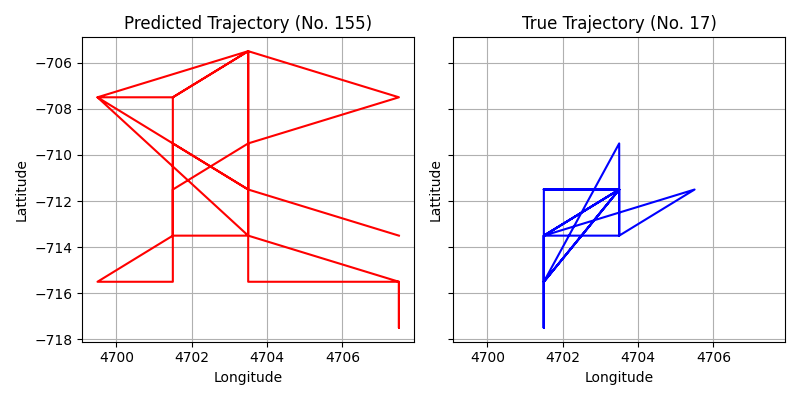 Predicted Trajectory (No. 155)
True Trajectory (No. 17)
Lattitude
−706
−708
−710
−712
−714
−716
−718
4700
4702
4704
4706
Longitude
Lattitude
4700
4702
4704
4706
Longitude